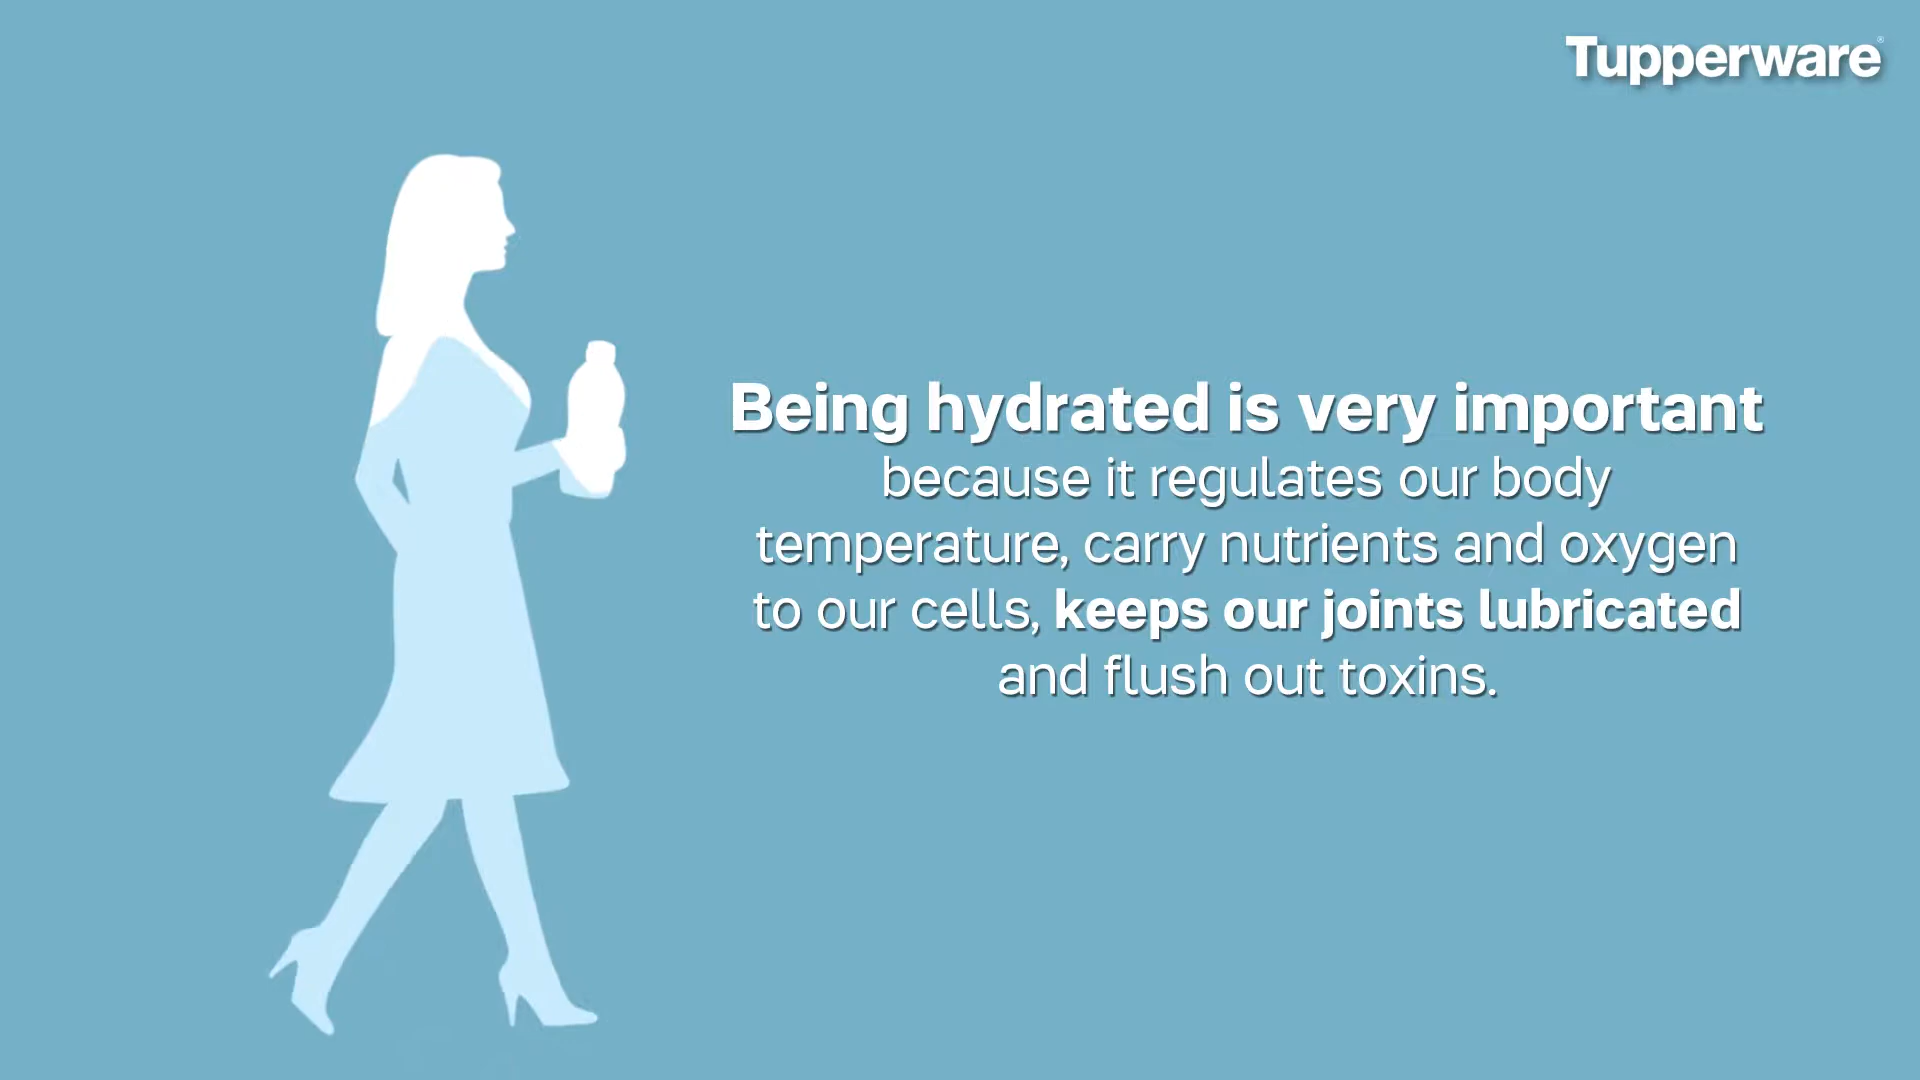 Tupperware®
Being hydrated is very important
because it regulates our body
temperature, carry nutrients and oxygen
to our cells, keeps our joints lubricated
and flush out toxins.